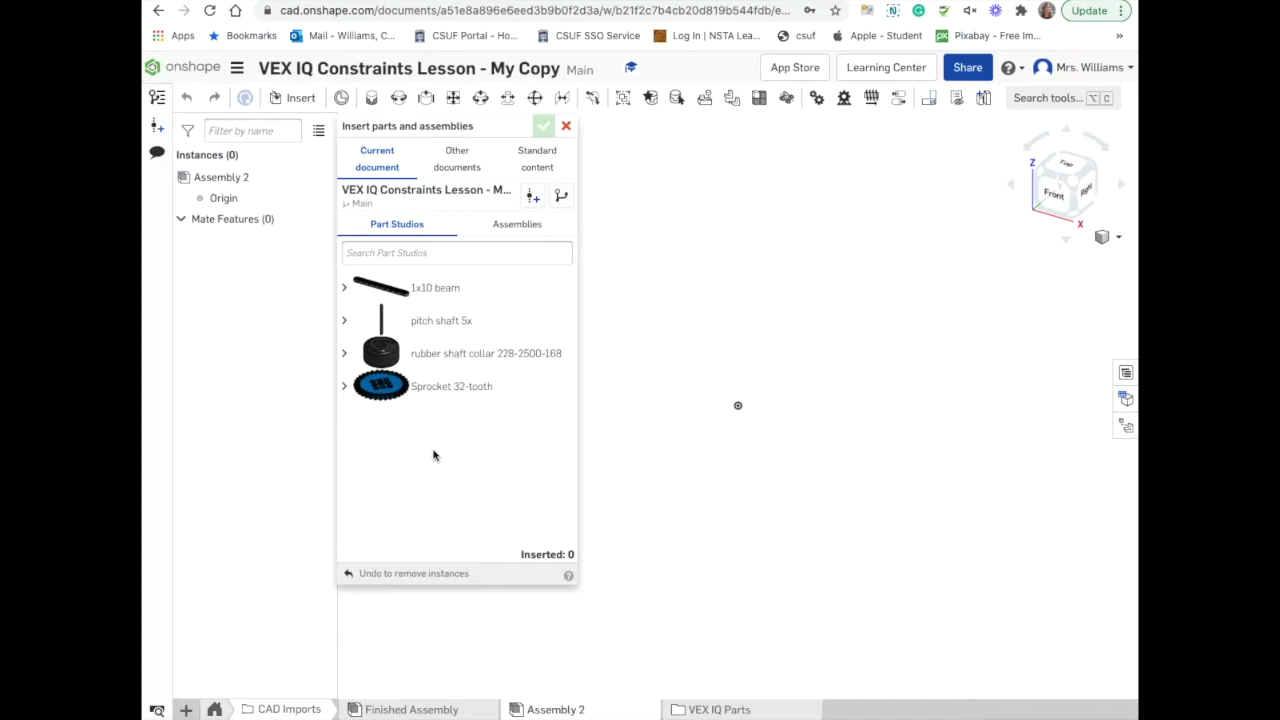 cad.onshape.com/documents/a51e8a896e6eed3b9b0f2d3a/w/b21f2c7b4cb20d819b544fdb/e...
Update
Apps
Bookmarks
Mail - Williams, C...
CSUF Portal - Ho...
CSUF SSO Service
Log In | NSTA Lea...
csuf
Apple - Student
Pixabay - Free Im...
»
onshape
VEX IQ Constraints Lesson - My Copy Main
App Store
Learning Center
Share
Mrs. Williams
Insert
Search tools...
C
Filter by name
Instances (0)
Assembly 2
Origin
Mate Features (0)
Insert parts and assemblies
Current document
Other documents
Standard content
VEX IQ Constraints Lesson - M...
Main
Part Studios
Assemblies
Search Part Studios
1x10 beam
pitch shaft 5x
rubber shaft collar 228-2500-168
Sprocket 32-tooth
Inserted: 0
Undo to remove instances
Top
Front
Right
Z
X
CAD Imports
Finished Assembly
Assembly 2
VEX IQ Parts